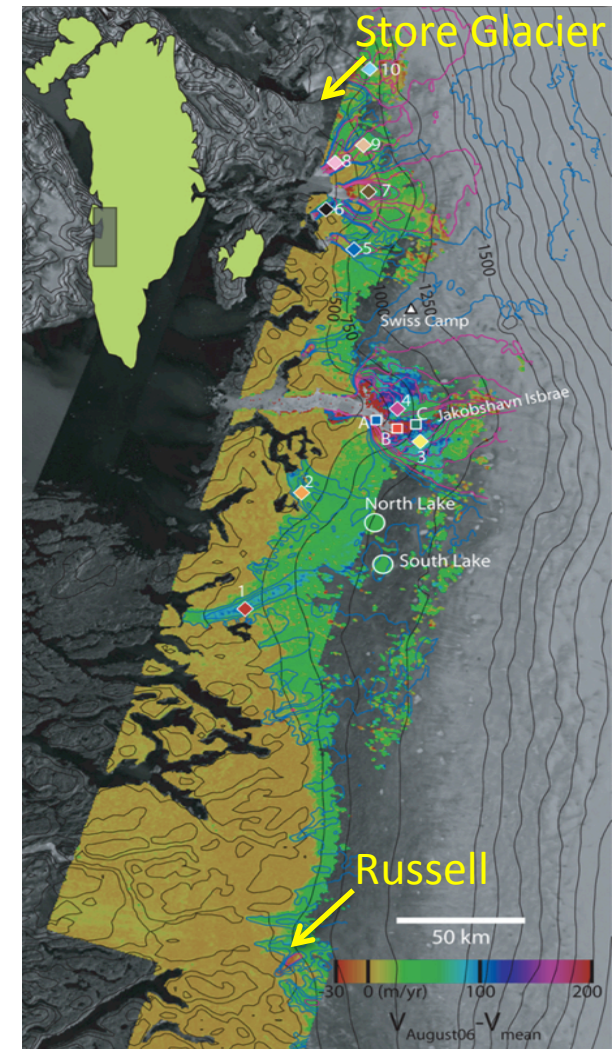 Store Glacier
10
9
8
7
6
5
1500
1250
1000
750
500
Swiss Camp
4
A
C
Jakobshavn Isbrae
B
3
2
North Lake
South Lake
1
Russell
50 km
-30 0 (m/yr) 100 200
V August06 - V mean